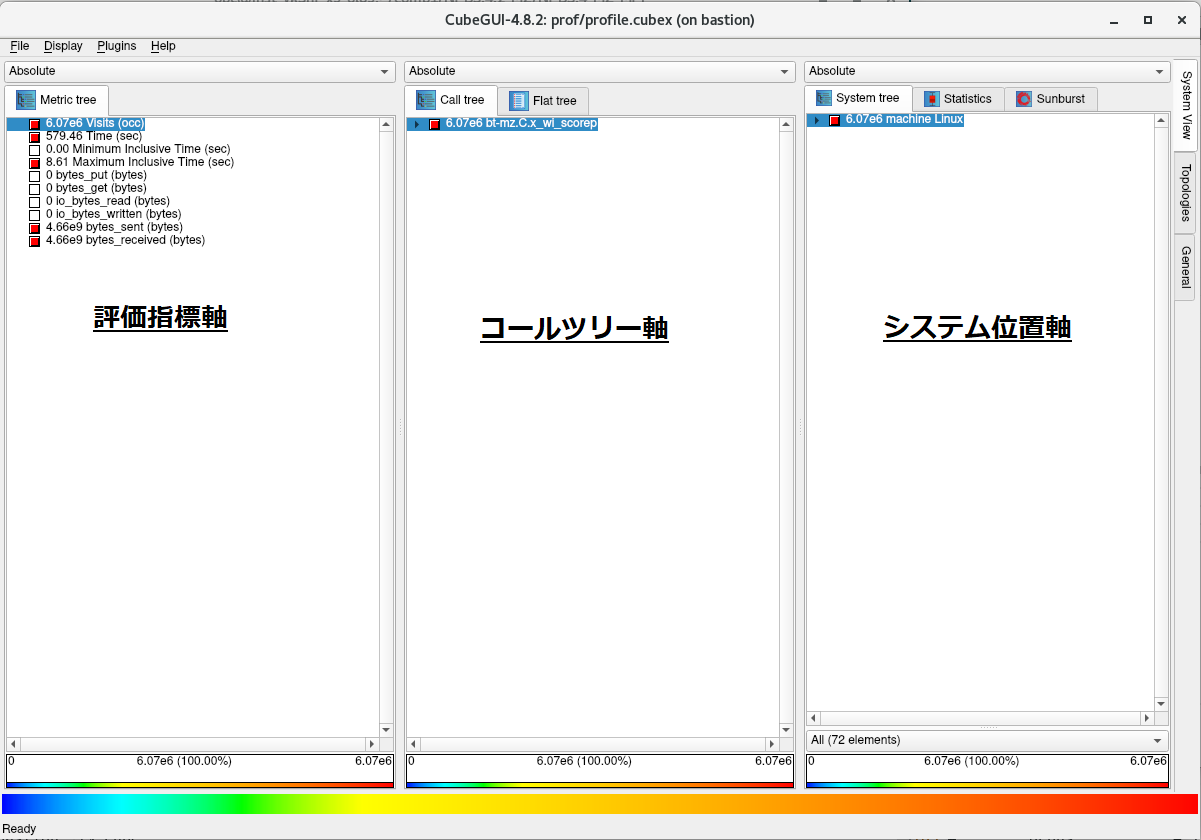 CubeGUI-4.8.2: prof/profile.cubex (on bastion)
File Display Plugins Help
Absolute
Metric tree
6.07e6 Visits (occ)
579.46 Time (sec)
0.00 Minimum Inclusive Time (sec)
8.61 Maximum Inclusive Time (sec)
0 bytes_put (bytes)
0 bytes_get (bytes)
0 io_bytes_read (bytes)
0 io_bytes_written (bytes)
4.66e9 bytes_sent (bytes)
4.66e9 bytes_received (bytes)
評価指標軸
0 6.07e6 (100.00%) 6.07e6
Absolute
Call tree Flat tree
6.07e6 bt-mz.C.x_wi_scorep
コールツリー軸
0 6.07e6 (100.00%) 6.07e6
Absolute
System tree Statistics Sunburst
6.07e6 machine Linux
システム位置軸
All (72 elements)
0 6.07e6 (100.00%) 6.07e6
System View
Topologies
General
Ready